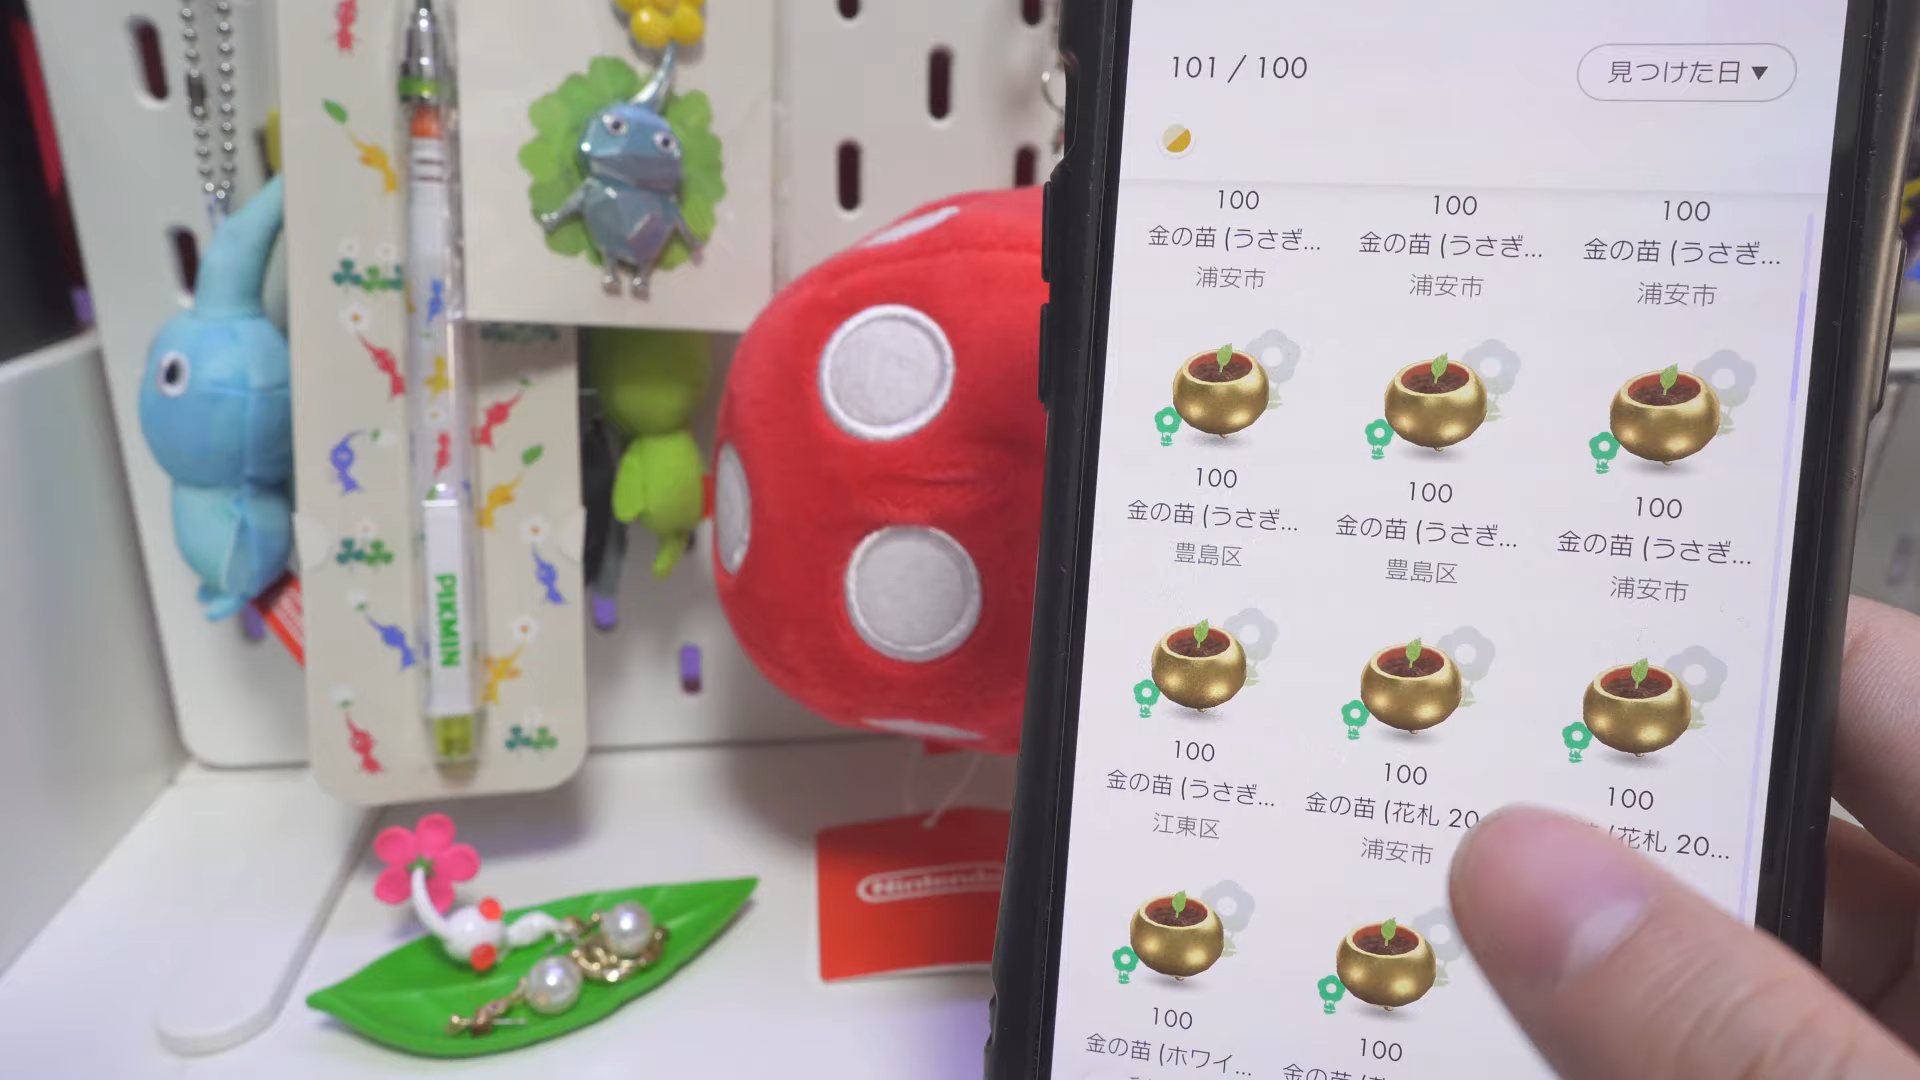 101 / 100
見つけた日 ▼
100 100 100
金の苗 (うさぎ... 金の苗 (うさぎ... 金の苗 (うさぎ...
浦安市 浦安市 浦安市
100 100 100
金の苗 (うさぎ... 金の苗 (うさぎ... 金の苗 (うさぎ...
豊島区 豊島区 浦安市
100 100 100
金の苗 (うさぎ... 金の苗 (花札 20 花札 20...
江東区 浦安市
100 100
金の苗 (ホワイ... 金の苗
PIKMIN
Nintendo